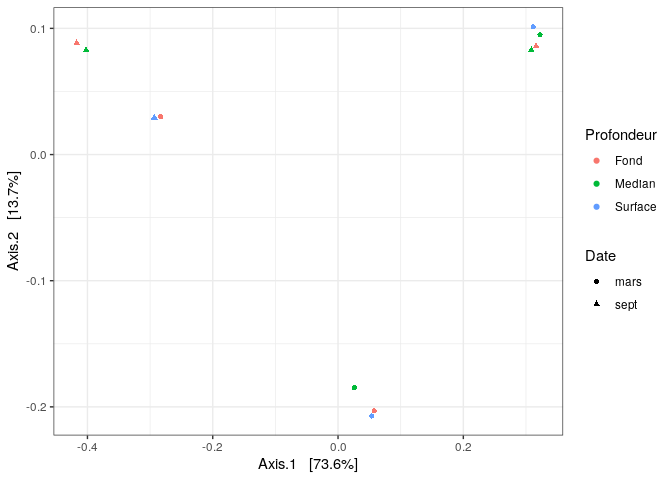 0.1
0.0
-0.1
-0.2
Axis.2   [13.7%]
-0.4
-0.2
0.0
0.2
Axis.1   [73.6%]
Profondeur
Fond
Median
Surface
Date
mars
sept